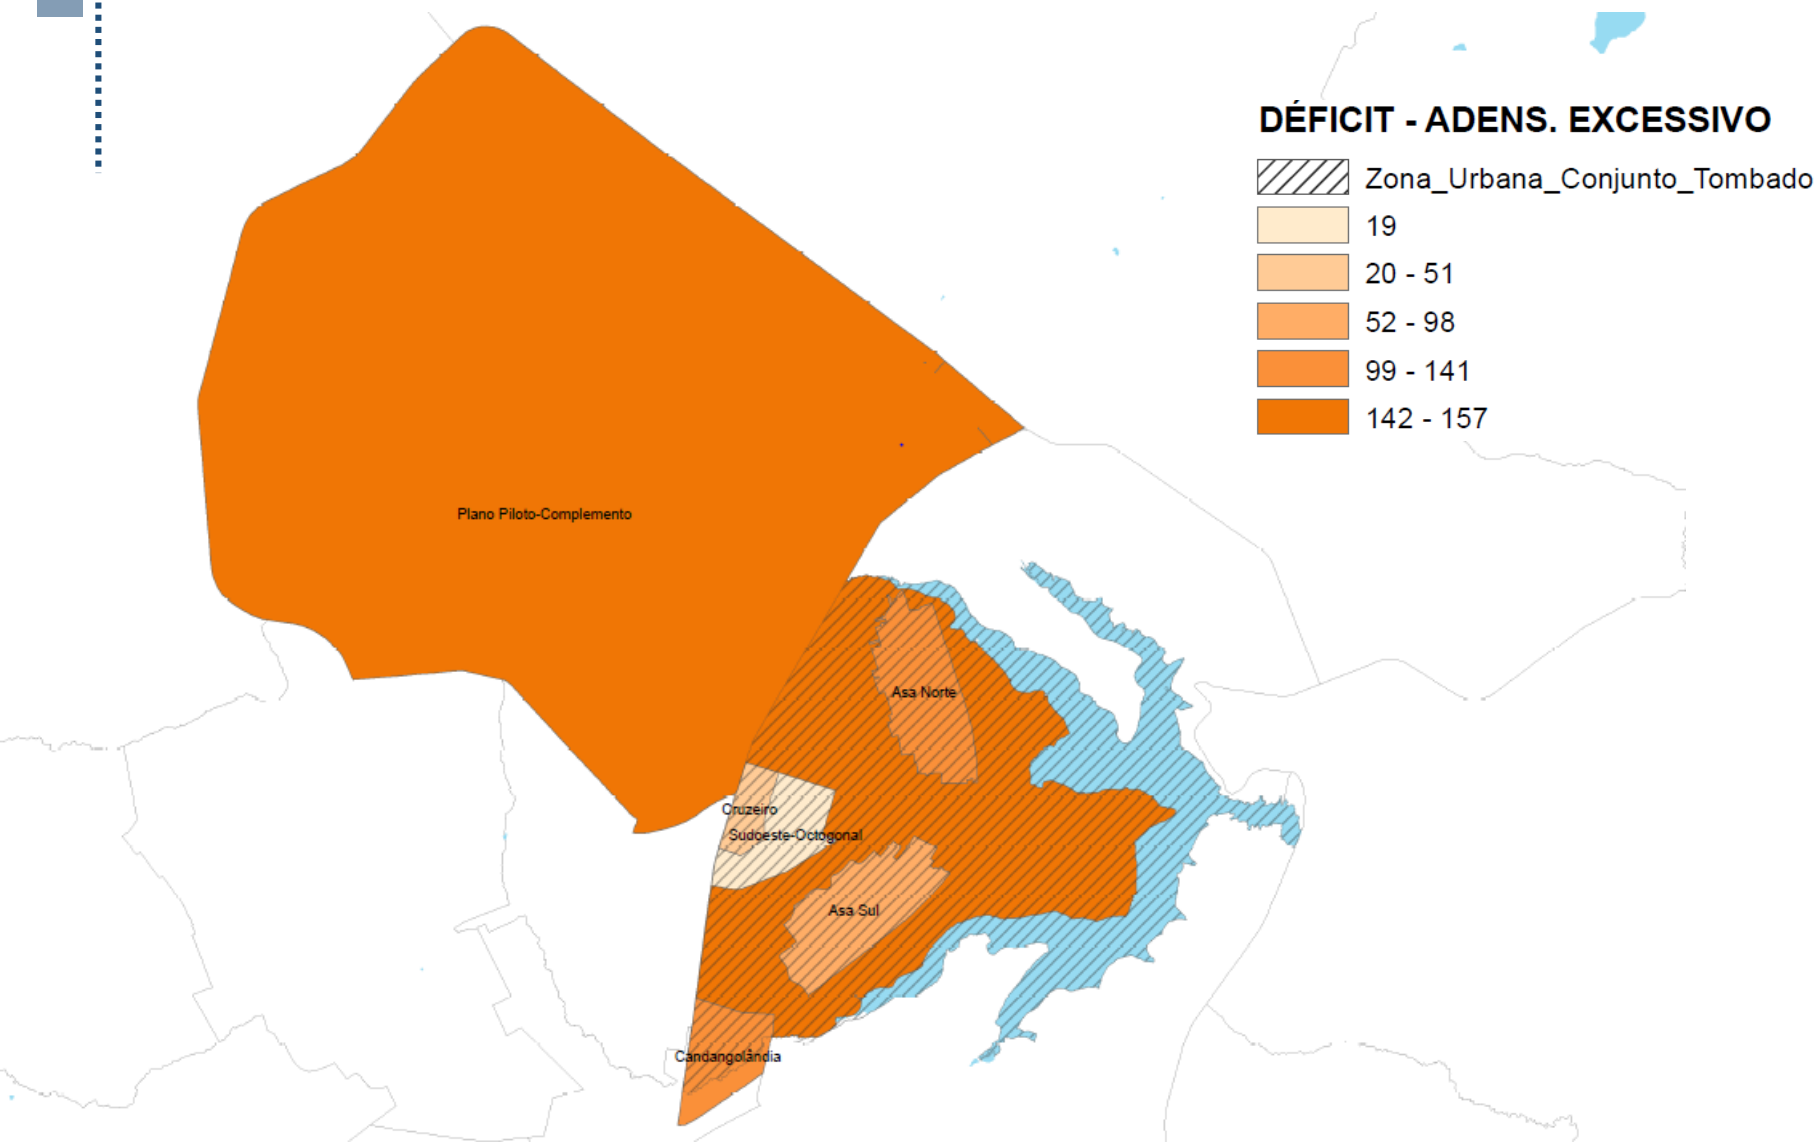 DÉFICIT - ADENS. EXCESSIVO
Zona_Urbana_Conjunto_Tombado
19
20 - 51
52 - 98
99 - 141
142 - 157
Plano Piloto-Complemento
Asa Norte
Cruzeiro
Sudoeste-Octogonal
Asa Sul
Candangolândia